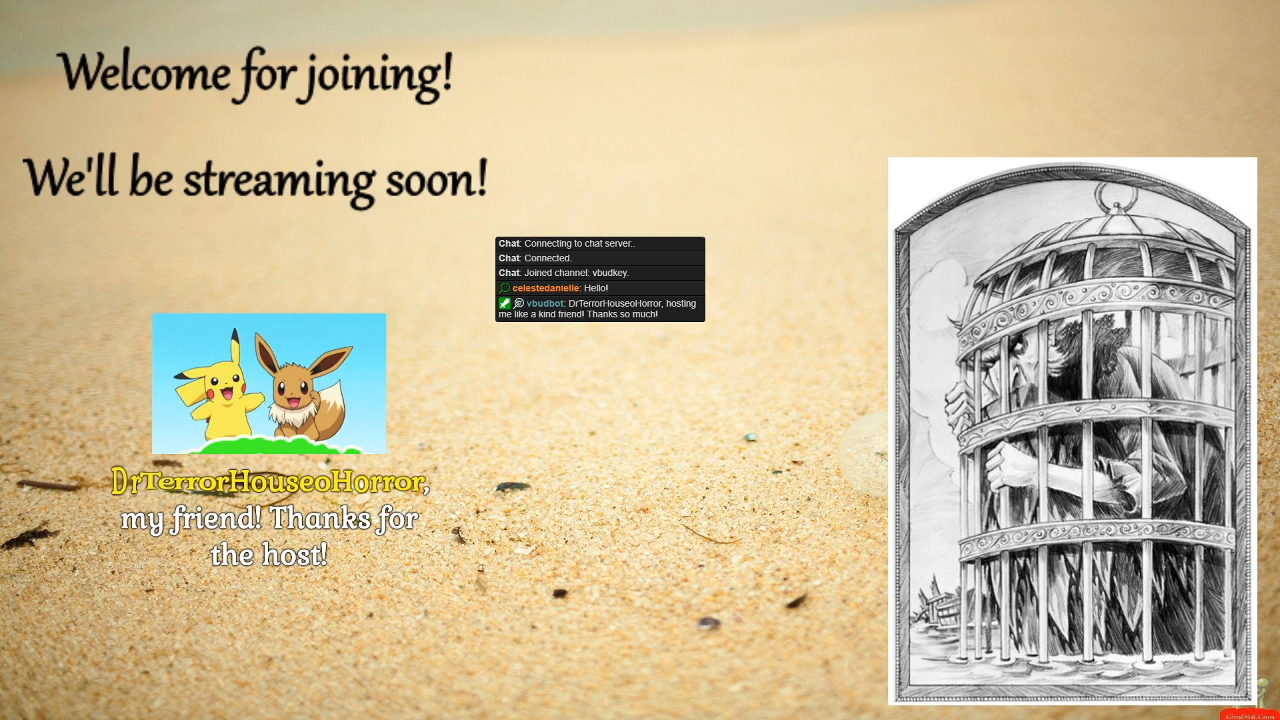 Welcome for joining!
We'll be streaming soon!
Chat: Connecting to chat server..
Chat: Connected.
Chat: Joined channel: vbudkey.
celestedanielle: Hello!
vbudbot: DrTerrorHouseoHorror, hosting
me like a kind friend! Thanks so much!
DrTerrorHouseoHorror,
my friend! Thanks for
the host!